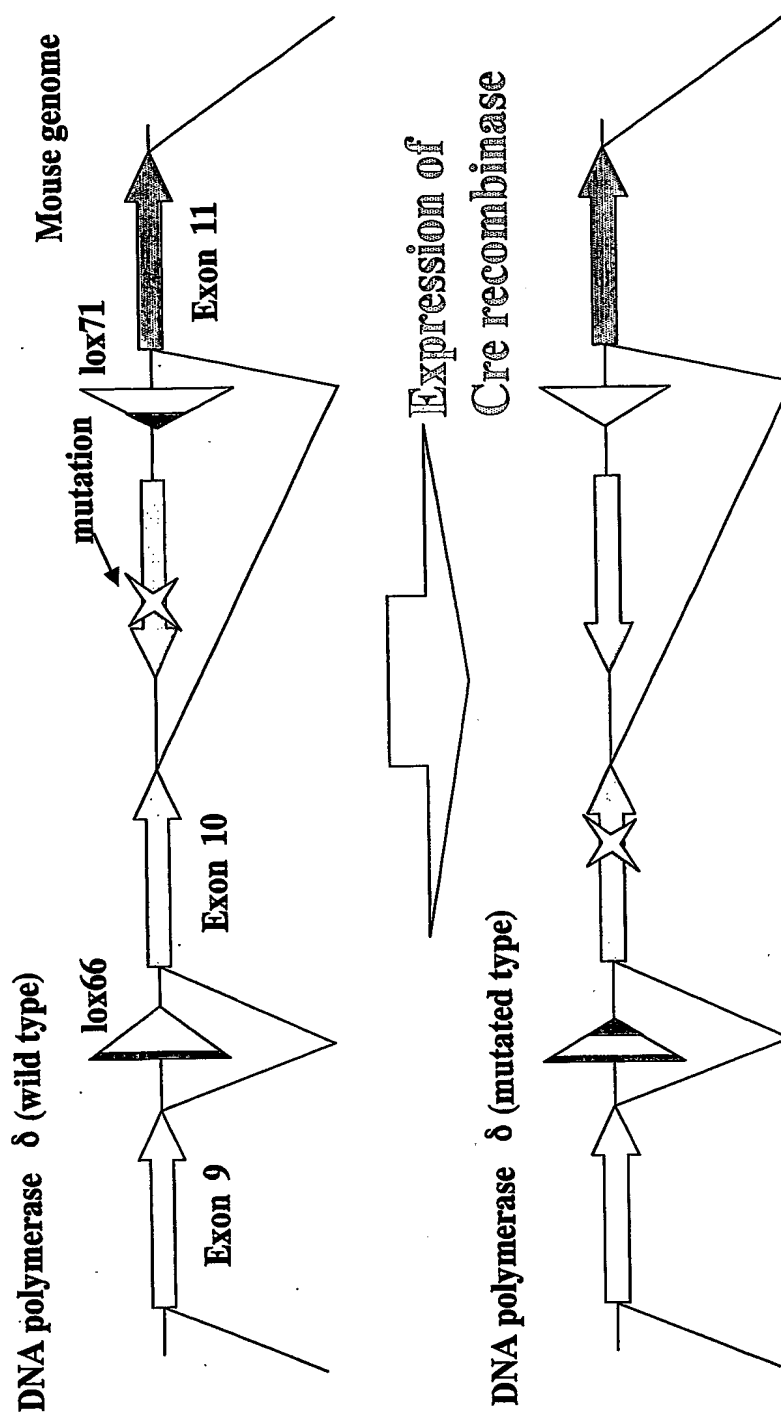 DNA polymerase δ (wild type)
Mouse genome
lox66
mutation
lox71
Exon 9
Exon 10
Exon 11
Expression of
Cre recombinase
DNA polymerase δ (mutated type)